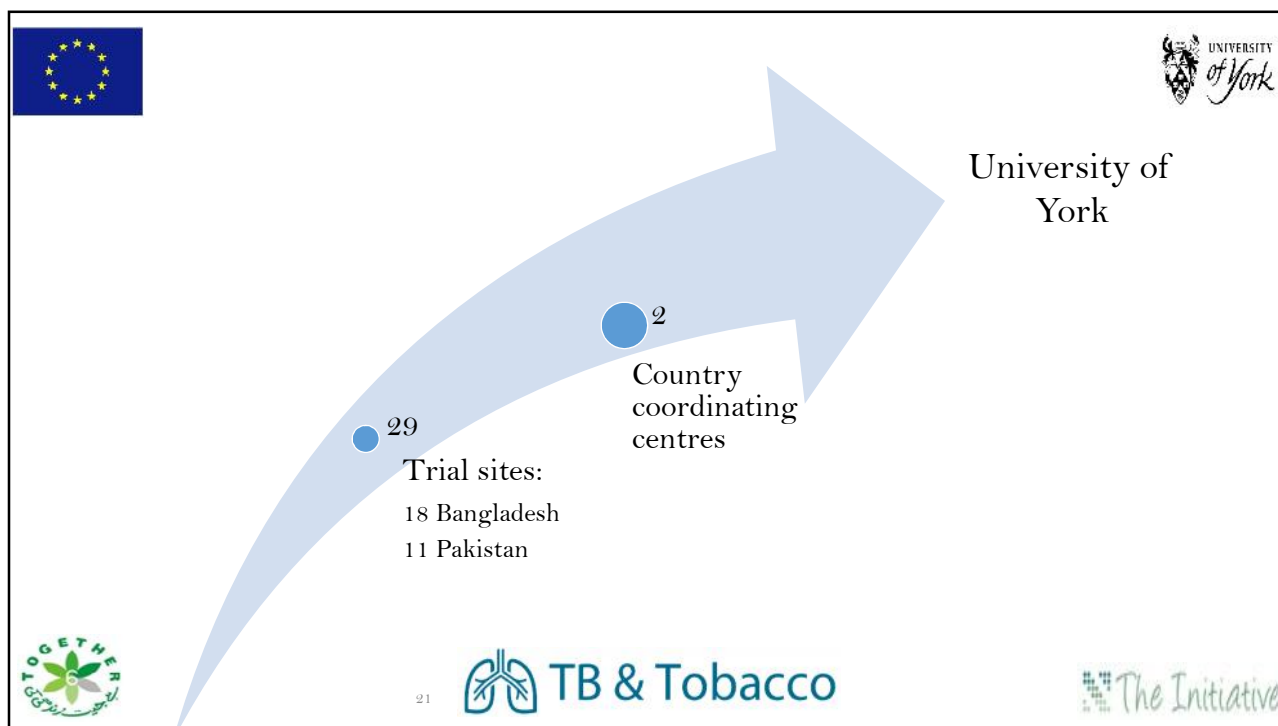 UNIVERSITY
of York
University of
York
2
Country
coordinating
centres
29
Trial sites:
18 Bangladesh
11 Pakistan
TOGETHER
21
TB & Tobacco
The Initiative